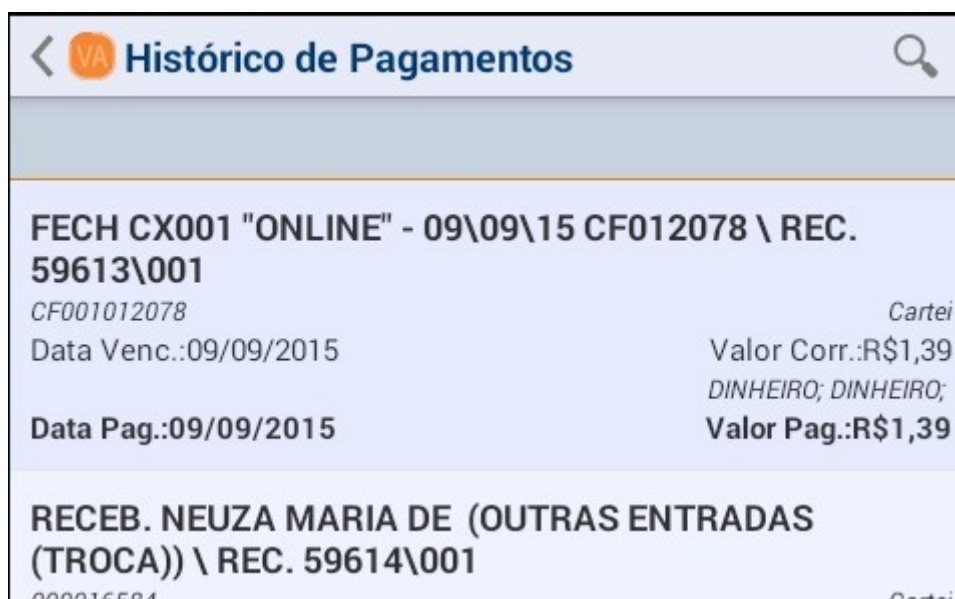 VA Histórico de Pagamentos
FECH CX001 "ONLINE" - 09\09\15 CF012078 \ REC.
59613\001
CF001012078 Cartei
Data Venc.:09/09/2015 Valor Corr.:R$1,39
DINHEIRO; DINHEIRO;
Data Pag.:09/09/2015 Valor Pag.:R$1,39
RECEB. NEUZA MARIA DE (OUTRAS ENTRADAS
(TROCA)) \ REC. 59614\001